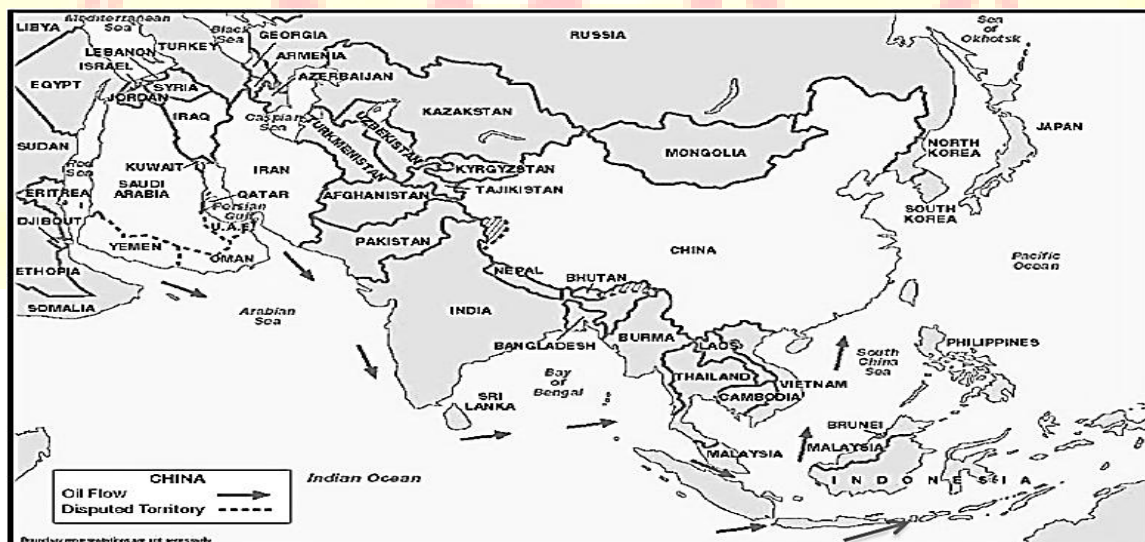 Mediterranean
Sea
LIBYA
Black
Sea
GEORGIA
RUSSIA
Sea
of
Okhotsk
LEBANON
TURKEY
ARMENIA
ISRAEL
AZERBAIJAN
EGYPT
SYRIA
JORDAN
KAZAKSTAN
IRAQ
Caspian
Sea
UZBEKISTAN
TURKMENISTAN
JAPAN
SUDAN
NORTH
KOREA
MONGOLIA
Red
Sea
KUWAIT
IRAN
KYRGYZSTAN
SAUDI
ARABIA
TAJIKISTAN
ERITREA
QATAR
AFGHANISTAN
SOUTH
KOREA
Persian
Gulf
DJIBOUTI
U.A.E
PAKISTAN
YEMEN
CHINA
OMAN
Pacific
Ocean
ETHIOPIA
NEPAL
BHUTAN
SOMALIA
Arabian
Sea
INDIA
BURMA
BANGLADESH
LAOS
PHILIPPINES
South
China
Sea
Bay
of
Bengal
THAILAND
VIETNAM
CAMBODIA
SRI
LANKA
BRUNEI
MALAYSIA
MALAYSIA
Indian Ocean
INDONESIA
CHINA
Oil Flow
Disputed Territory